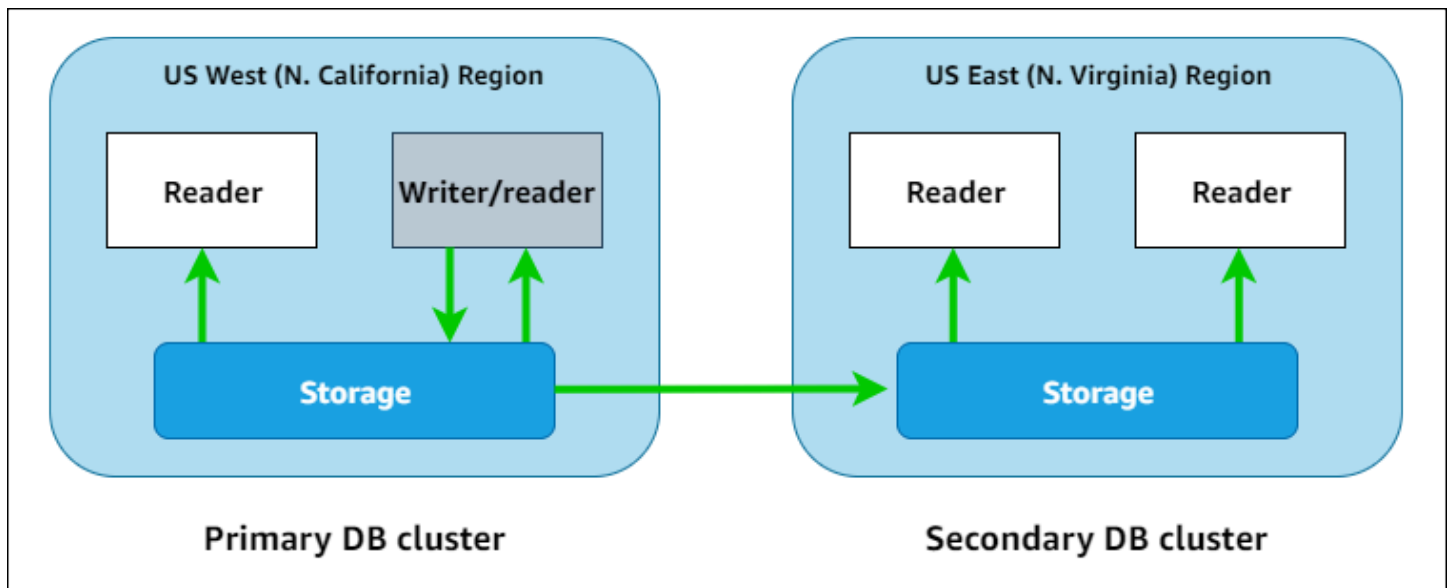 US West (N. California) Region
Reader
Writer/reader
Storage
Primary DB cluster
US East (N. Virginia) Region
Reader
Reader
Storage
Secondary DB cluster